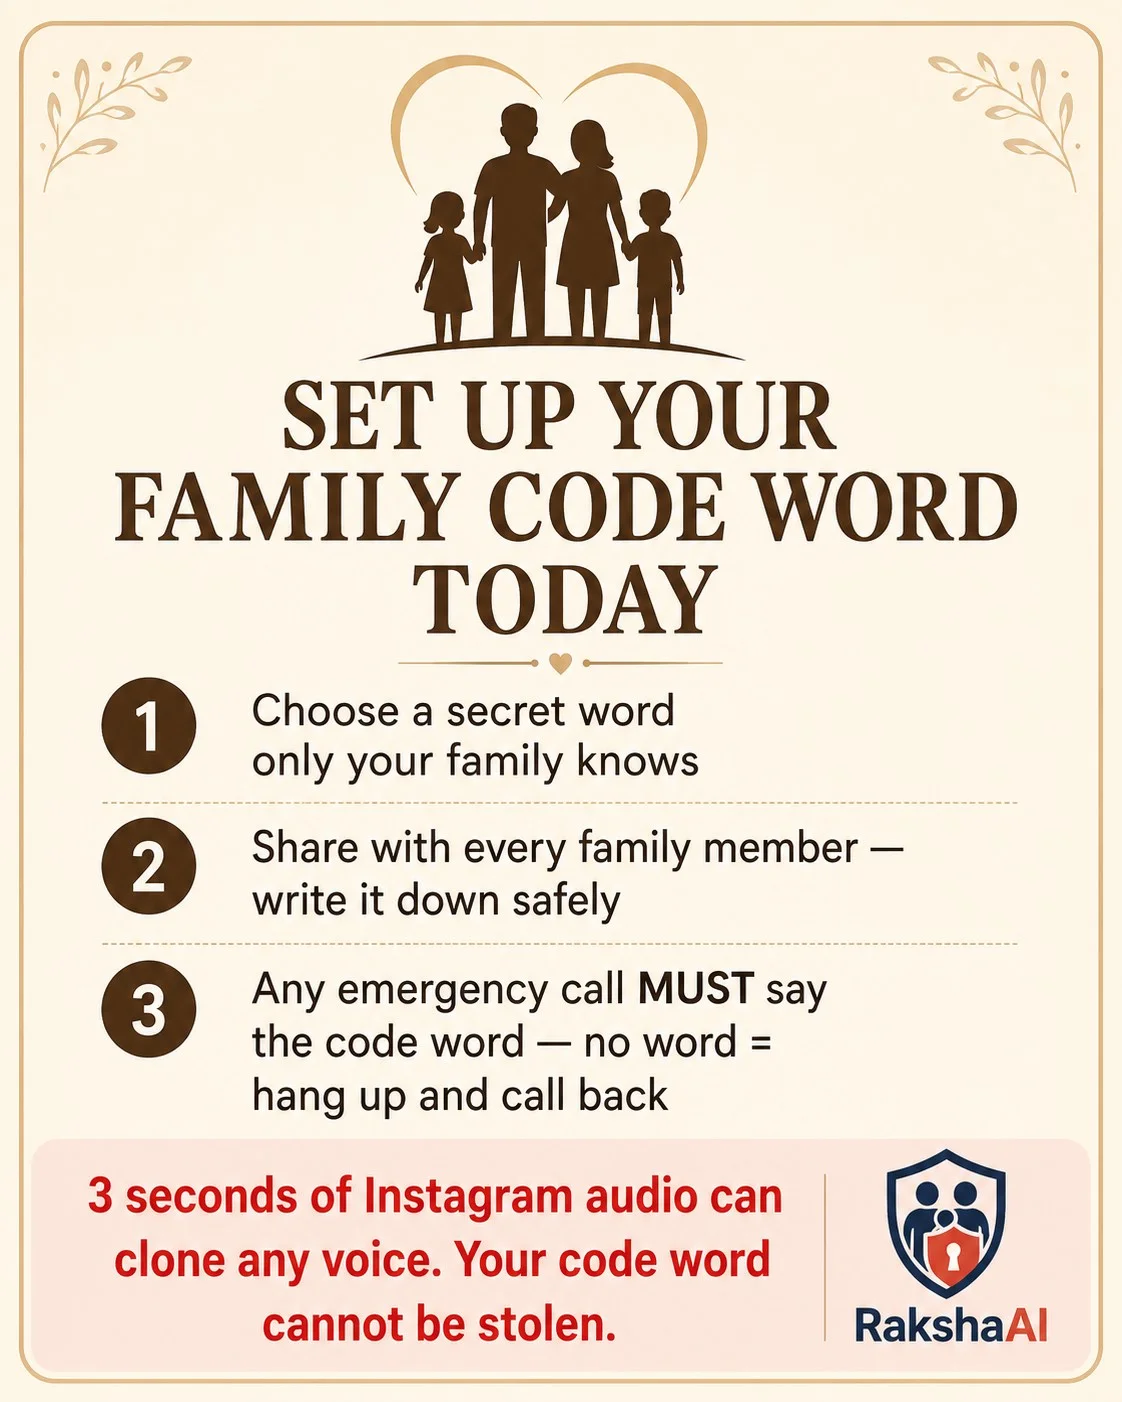 SET UP YOUR
FAMILY CODE WORD
TODAY
1
Choose a secret word
only your family knows
2
Share with every family member —
write it down safely
3
Any emergency call MUST say
the code word — no word =
hang up and call back
3 seconds of Instagram audio can
clone any voice. Your code word
cannot be stolen.
RakshaAI